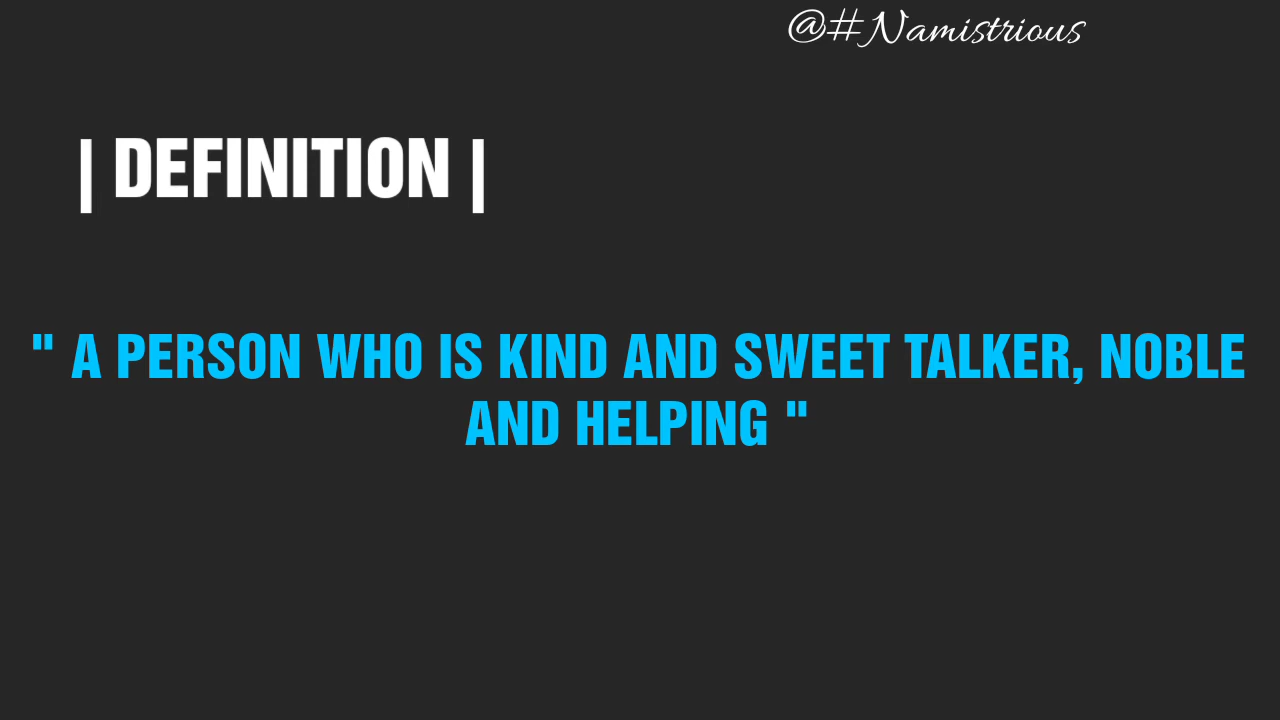 @#Namistrious
| DEFINITION |
" A PERSON WHO IS KIND AND SWEET TALKER, NOBLE
AND HELPING "